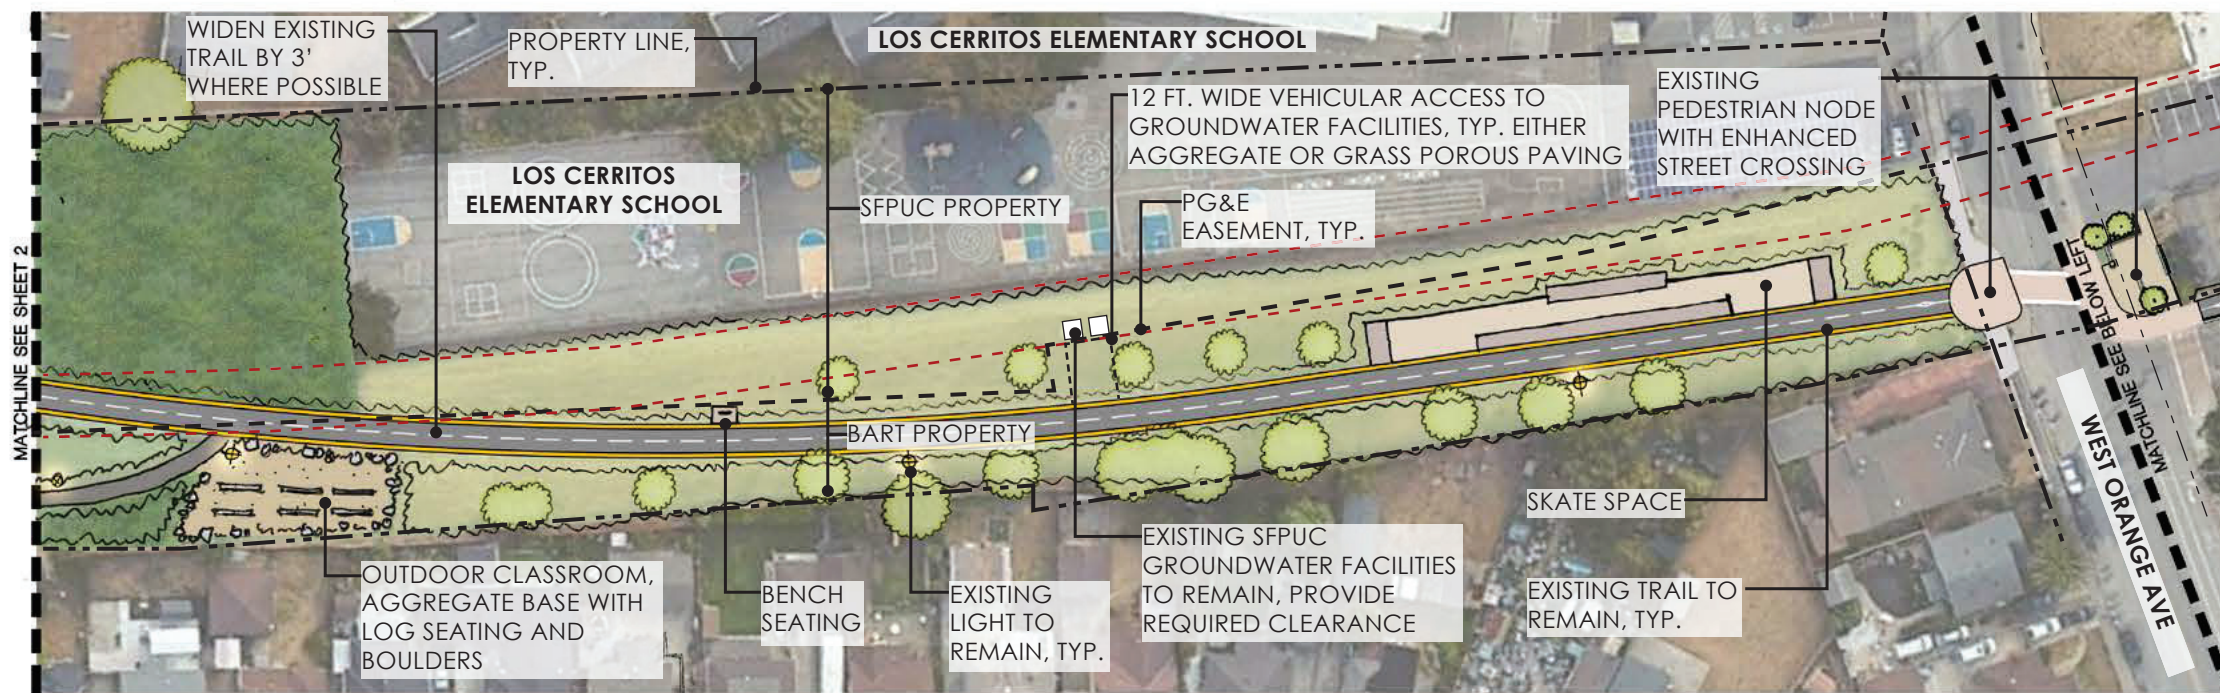 WIDEN EXISTING
TRAIL BY 3'
WHERE POSSIBLE
PROPERTY LINE,
TYP.
LOS CERRITOS ELEMENTARY SCHOOL
12 FT. WIDE VEHICULAR ACCESS TO
GROUNDWATER FACILITIES, TYP. EITHER
AGGREGATE OR GRASS POROUS PAVING
EXISTING
PEDESTRIAN NODE
WITH ENHANCED
STREET CROSSING
LOS CERRITOS
ELEMENTARY SCHOOL
SFPUC PROPERTY
PG&E
EASEMENT, TYP.
MATCHLINE SEE SHEET 2
MATCHLINE SEE BELOW LEFT
WEST ORANGE AVE
BART PROPERTY
SKATE SPACE
OUTDOOR CLASSROOM,
AGGREGATE BASE WITH
LOG SEATING AND
BOULDERS
BENCH
SEATING
EXISTING
LIGHT TO
REMAIN, TYP.
EXISTING SFPUC
GROUNDWATER FACILITIES
TO REMAIN, PROVIDE
REQUIRED CLEARANCE
EXISTING TRAIL TO
REMAIN, TYP.